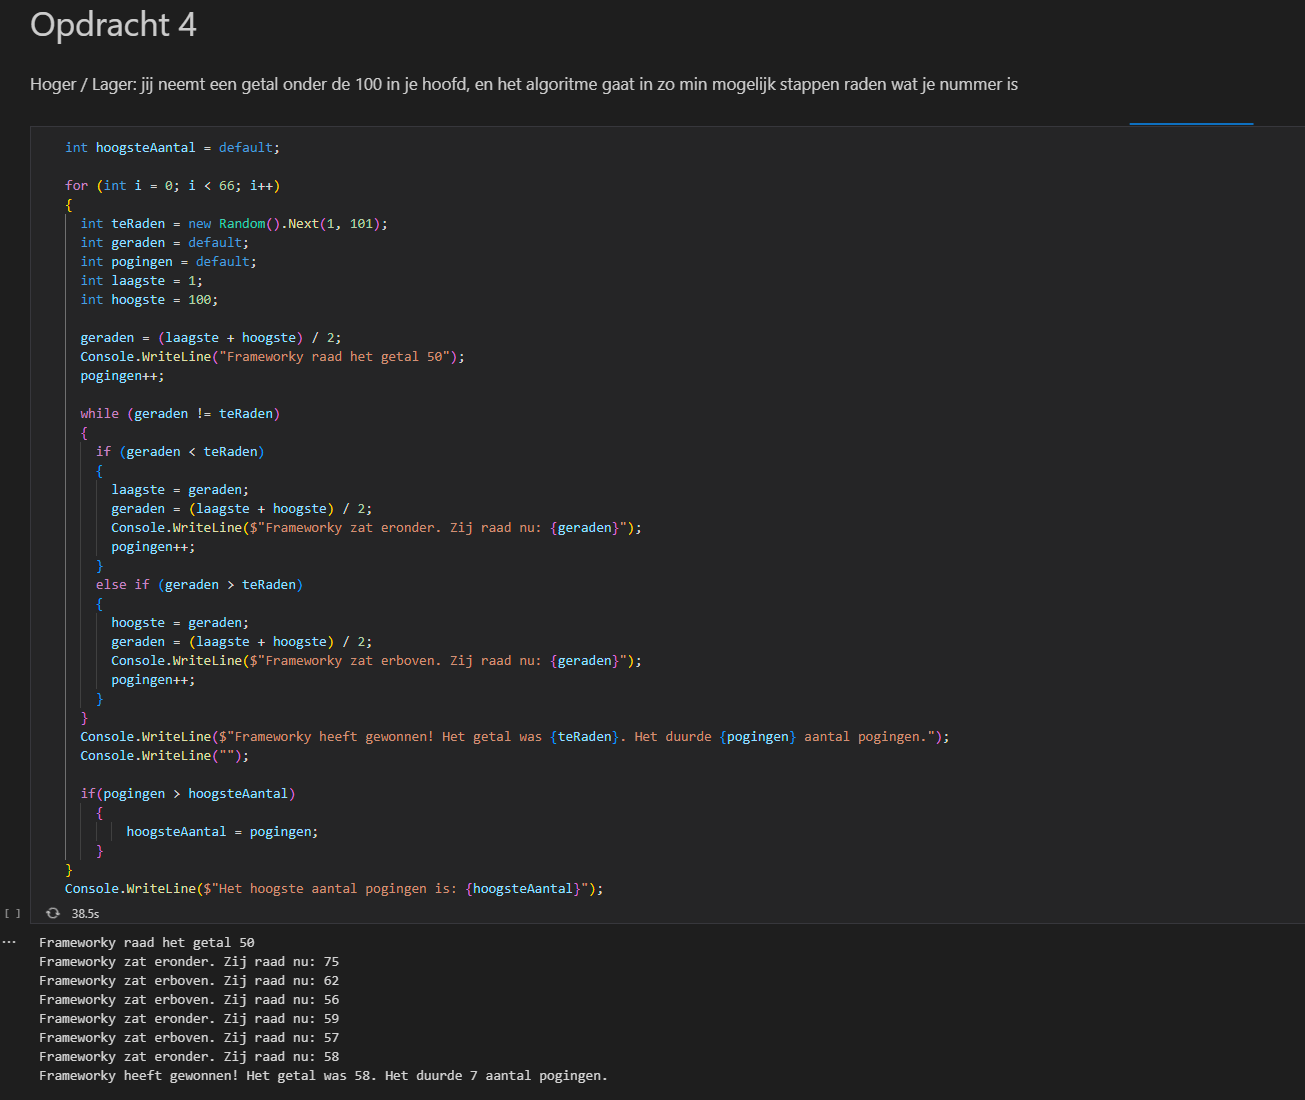 Opdracht 4
Hoger / Lager: jij neemt een getal onder de 100 in je hoofd, en het algoritme gaat in zo min mogelijk stappen raden wat je nummer is
int hoogsteAantal = default;
for (int i = 0; i < 66; i++)
{
int teRaden = new Random().Next(1, 101);
int geraden = default;
int pogingen = default;
int laagste = 1;
int hoogste = 100;
geraden = (laagste + hoogste) / 2;
Console.WriteLine("Frameworky raad het getal 50");
pogingen++;
while (geraden != teRaden)
{
if (geraden < teRaden)
{
laagste = geraden;
geraden = (laagste + hoogste) / 2;
Console.WriteLine($"Frameworky zat eronder. Zij raad nu: {geraden}");
pogingen++;
}
else if (geraden > teRaden)
{
hoogste = geraden;
geraden = (laagste + hoogste) / 2;
Console.WriteLine($"Frameworky zat erboven. Zij raad nu: {geraden}");
pogingen++;
}
}
Console.WriteLine($"Frameworky heeft gewonnen! Het getal was {teRaden}. Het duurde {pogingen} aantal pogingen.");
Console.WriteLine("");
if(pogingen > hoogsteAantal)
{
hoogsteAantal = pogingen;
}
}
Console.WriteLine($"Het hoogste aantal pogingen is: {hoogsteAantal}");
[ ] 38.5s
... Frameworky raad het getal 50
Frameworky zat eronder. Zij raad nu: 75
Frameworky zat erboven. Zij raad nu: 62
Frameworky zat erboven. Zij raad nu: 56
Frameworky zat eronder. Zij raad nu: 59
Frameworky zat erboven. Zij raad nu: 57
Frameworky zat eronder. Zij raad nu: 58
Frameworky heeft gewonnen! Het getal was 58. Het duurde 7 aantal pogingen.